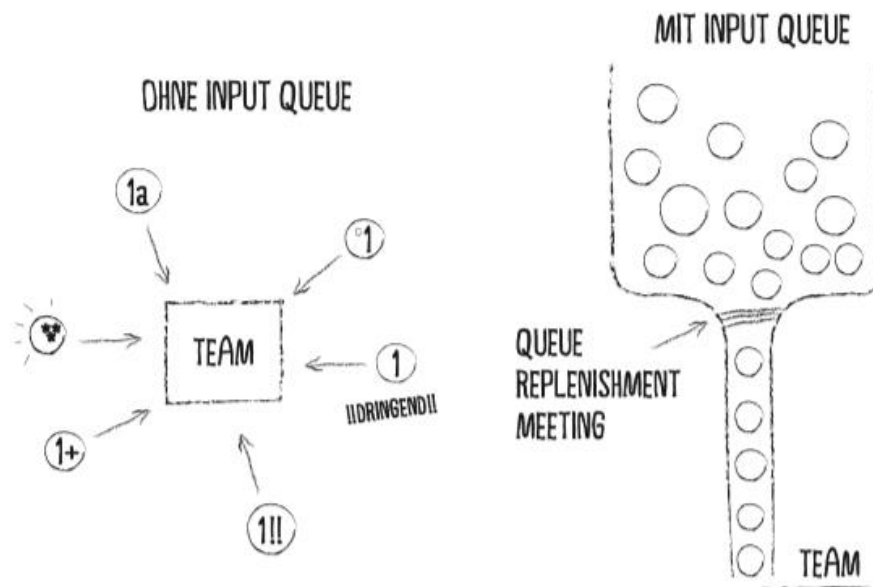 OHNE INPUT QUEUE
1a
°1
***
TEAM
1
!!DRINGEND!!
1+
1!!
MIT INPUT QUEUE
QUEUE
REPLENISHMENT
MEETING
TEAM